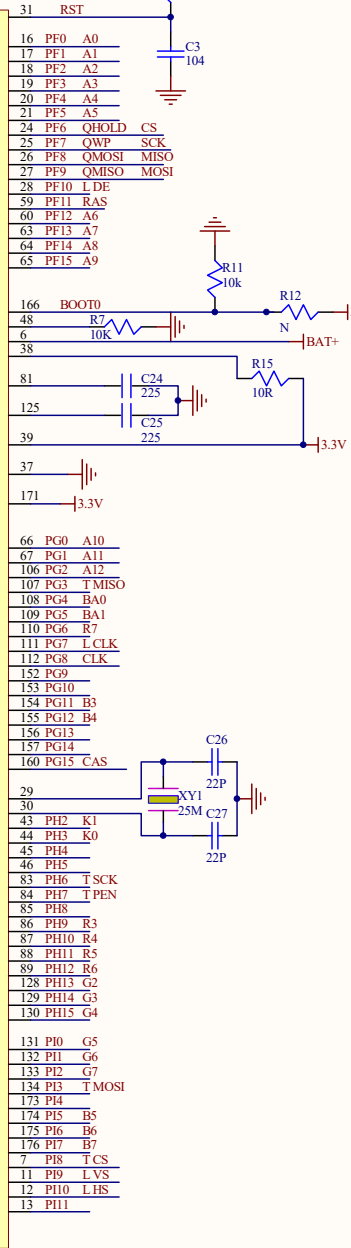 31 RST
C3
104
16 PF0 A0
17 PF1 A1
18 PF2 A2
19 PF3 A3
20 PF4 A4
21 PF5 A5
24 PF6 QHOLD CS
25 PF7 QWP SCK
26 PF8 QMOSI MISO
27 PF9 QMISO MOSI
28 PF10 LDE
59 PF11 RAS
60 PF12 A6
63 PF13 A7
64 PF14 A8
65 PF15 A9
R11
10k
166 BOOT0
R12
N
48
R7
10K
6
BAT+
38
R15
10R
81
C24
225
125
C25
225
39
3.3V
37
171
3.3V
66 PG0 A10
67 PG1 A11
106 PG2 A12
107 PG3 TMISO
108 PG4 BA0
109 PG5 BA1
110 PG6 R7
111 PG7 LCLK
112 PG8 CLK
152 PG9
153 PG10
154 PG11 B3
155 PG12 B4
156 PG13
157 PG14
160 PG15 CAS
C26
22P
29
XY1
25M
30
C27
22P
43 PH2 K1
44 PH3 K0
45 PH4
46 PH5
83 PH6 TSCK
84 PH7 TPEN
85 PH8
86 PH9 R3
87 PH10 R4
88 PH11 R5
89 PH12 R6
128 PH13 G2
129 PH14 G3
130 PH15 G4
131 PI0 G5
132 PI1 G6
133 PI2 G7
134 PI3 TMOSI
173 PI4
174 PI5 B5
175 PI6 B6
176 PI7 B7
7 PI8 TCS
11 PI9 LVS
12 PI10 LHS
13 PI11